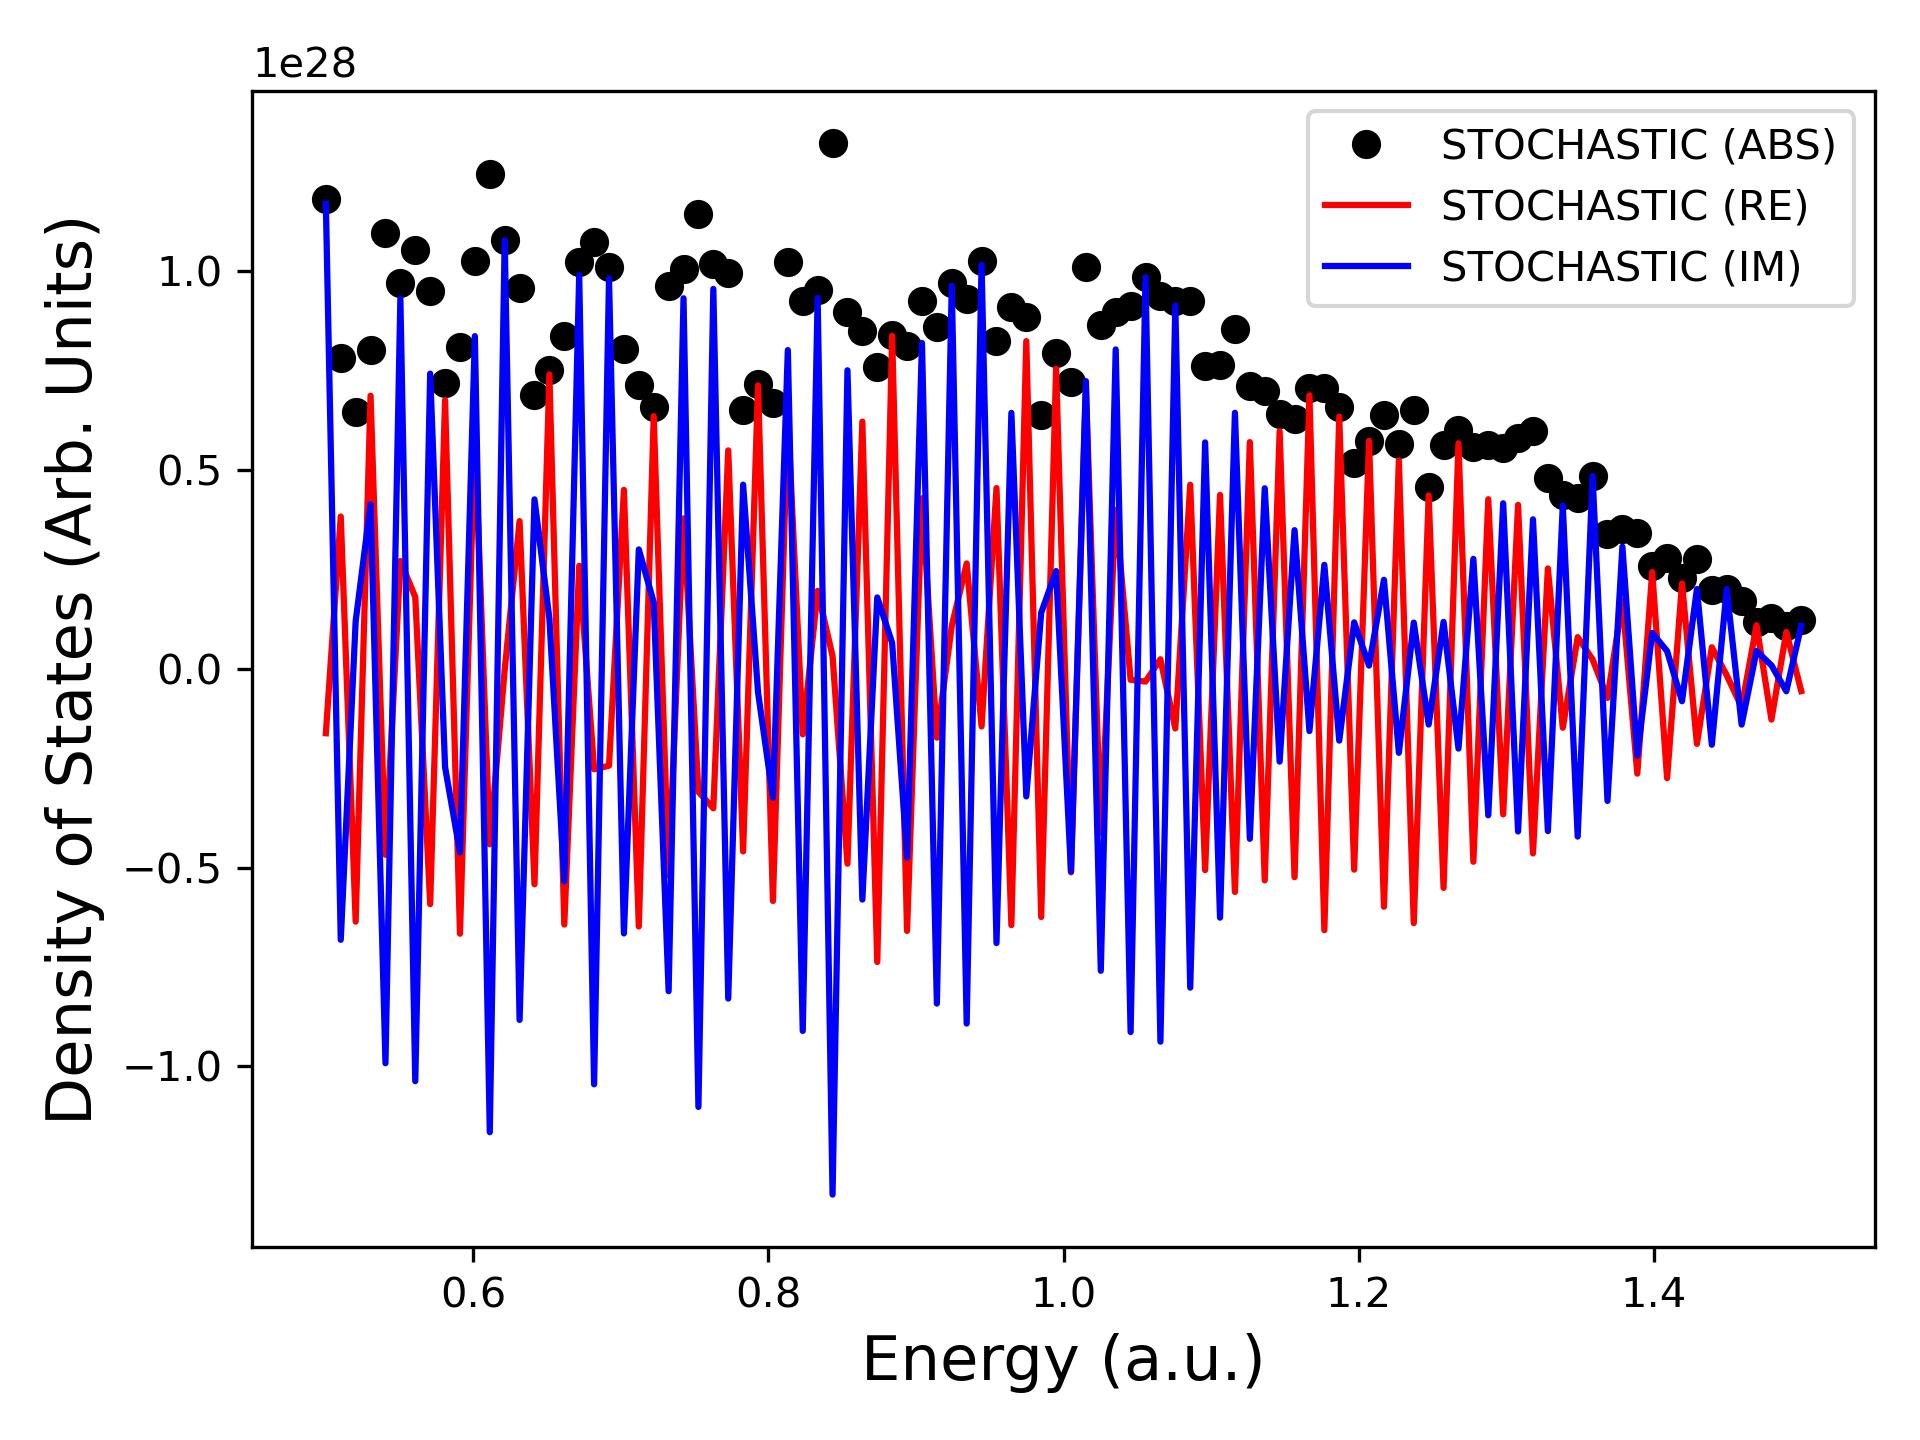 1e28
STOCHASTIC (ABS)
STOCHASTIC (RE)
STOCHASTIC (IM)
Density of States (Arb. Units)
1.0
0.5
0.0
−0.5
−1.0
0.6 0.8 1.0 1.2 1.4
Energy (a.u.)